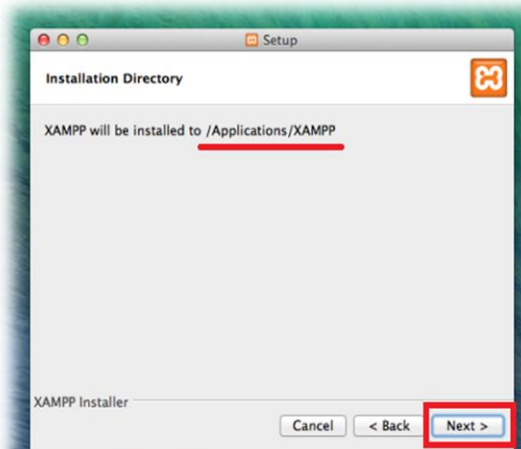 Setup
Installation Directory
XAMPP will be installed to /Applications/XAMPP
XAMPP Installer
Cancel
< Back
Next >